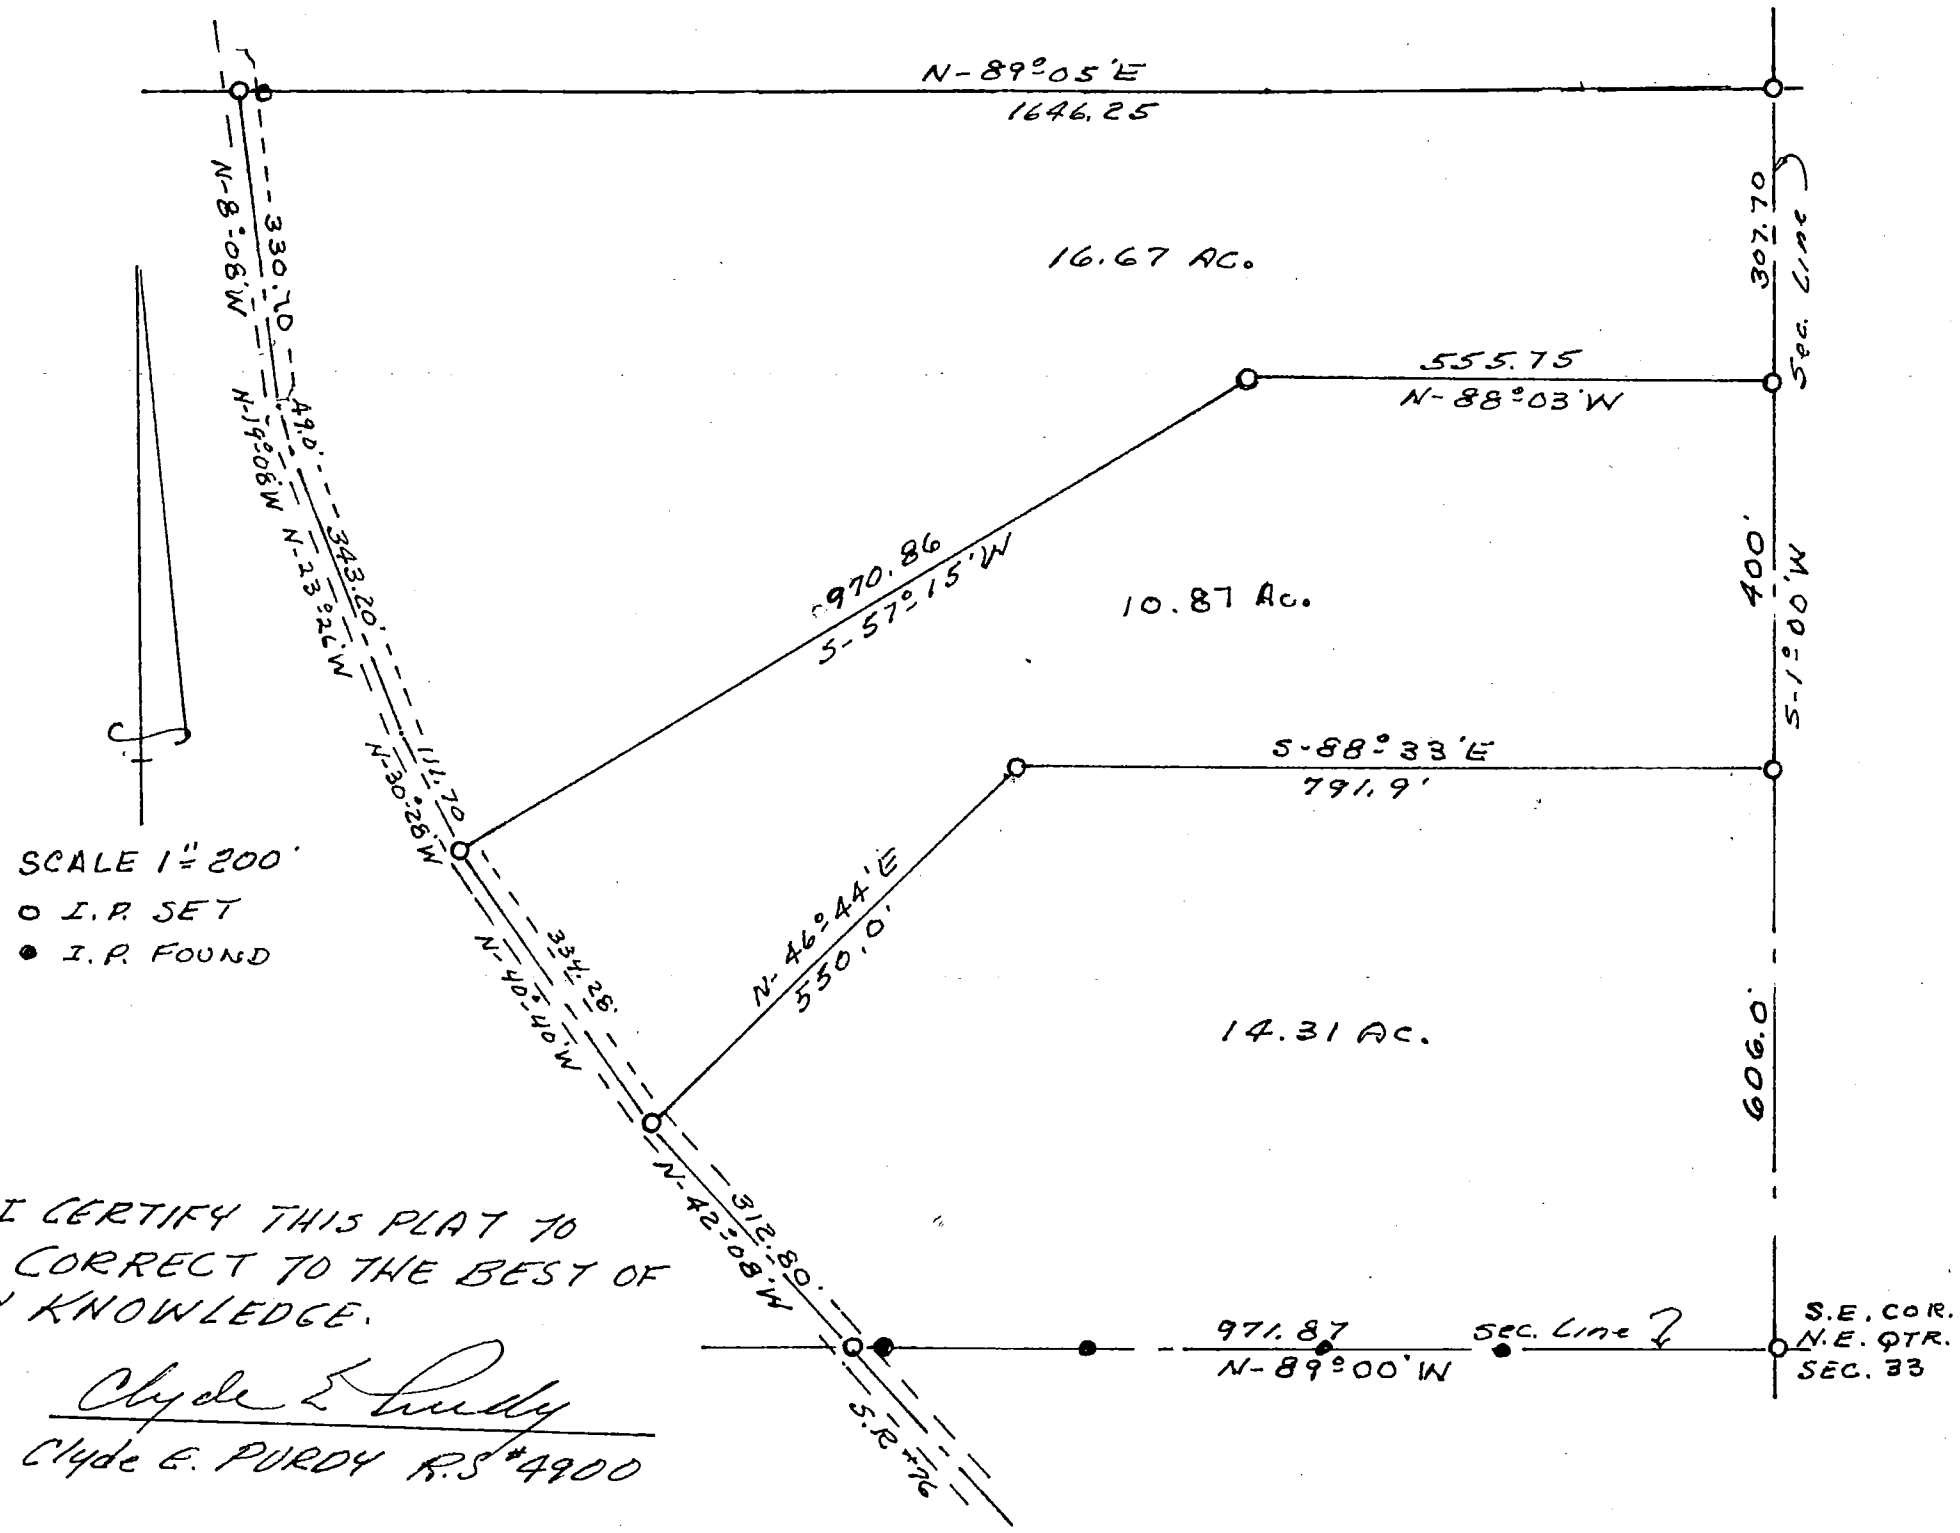 N-89°05'E
1646.25
N-8°08'W
330.70
307.70
Sec. Line
16.67 AC.
555.75
N-88°03'W
N-19°08'W
49.0'
N-23°26'W
343.20'
970.86
S-57°15'W
10.87 Ac.
400'
S-1°00'W
N-30°28'W
111.70
S-88°33'E
791.9'
SCALE 1"=200'
I.P. SET
I.P. FOUND
N-40°40'W
334.28'
N-46°44'E
550.0'
14.31 AC.
606.0'
N-42°08'W
312.80
I CERTIFY THIS PLAT TO
CORRECT TO THE BEST OF
KNOWLEDGE.
971.87
Sec. Line
N-89°00'W
S.E. COR.
N.E. QTR.
SEC. 33
S.R #76
Clyde E Purdy
Clyde E. PURDY R.S #4900